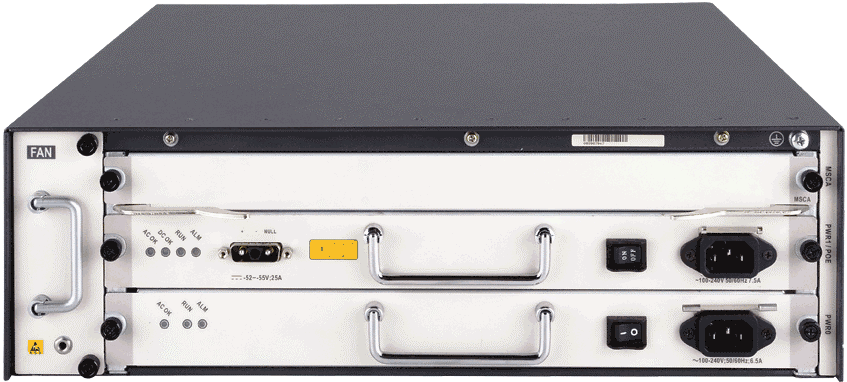 FAN
MSCA
MSCA
AC OK
DC OK
RUN
ALM
- - NULL
-52~-55V;25A
ON
OFF
~100-240V;50/60Hz 7.5A
PWR1 / POE
AC OK
RUN
ALM
~100-240V;50/60Hz;6.5A
PWR0